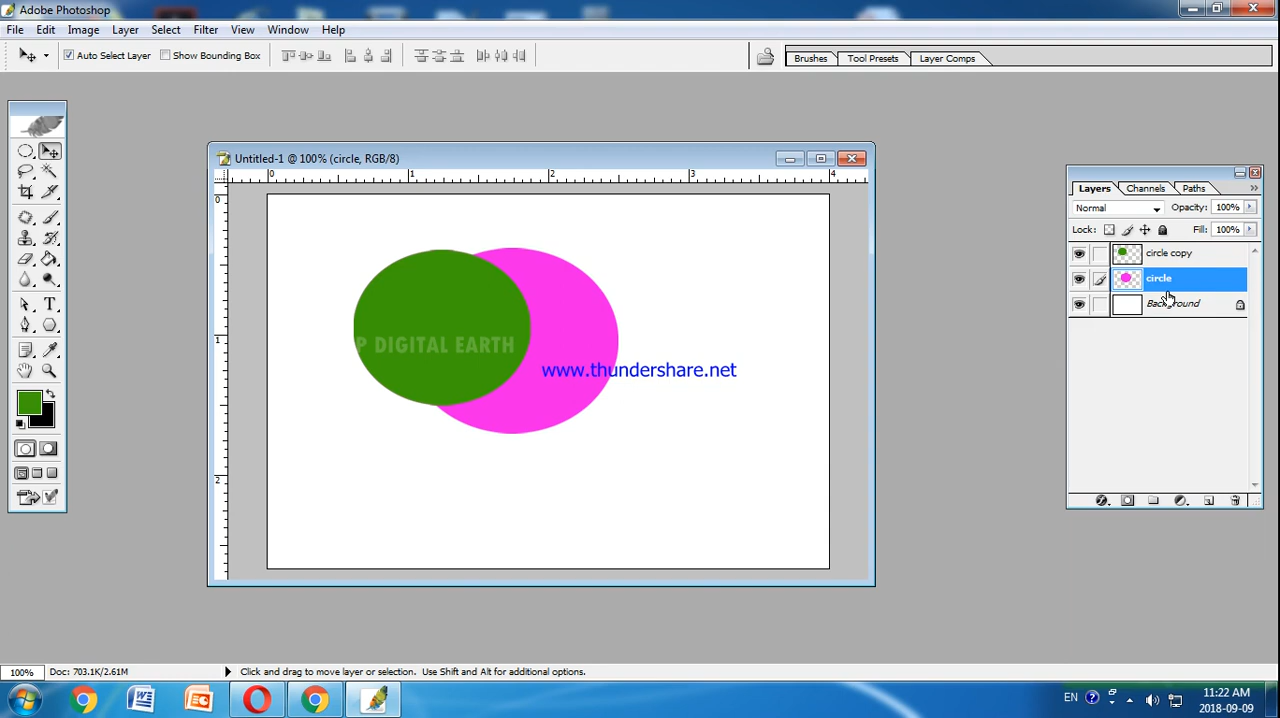 Adobe Photoshop
File Edit Image Layer Select Filter View Window Help
Auto Select Layer Show Bounding Box Brushes Tool Presets Layer Comps
Untitled-1 @ 100% (circle, RGB/8)
0 1 2 3 4
0
1
2
P DIGITAL EARTH
www.thundershare.net
Layers Channels Paths
Normal Opacity: 100%
Lock: Fill: 100%
circle copy
circle
Background
100% Doc: 703.1K/2.61M Click and drag to move layer or selection. Use Shift and Alt for additional options.
EN 11:22 AM
2018-09-09